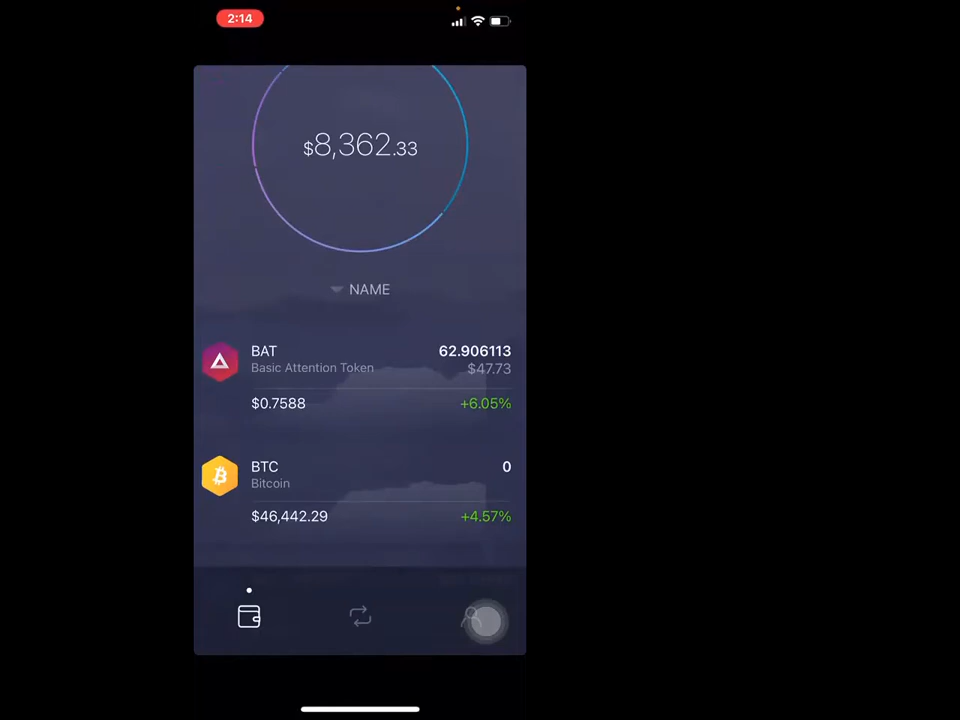 2:14
$8,362.33
NAME
BAT 62.906113
Basic Attention Token $47.73
$0.7588 +6.05%
BTC 0
Bitcoin
$46,442.29 +4.57%